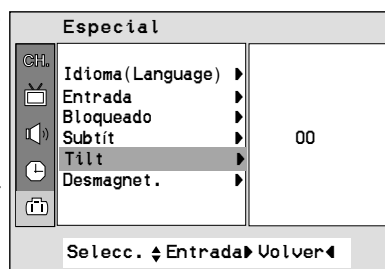 Especial
CH.
Idioma(Language) ▶
Entrada ▶
Bloqueado ▶
Subtít ▶
00
Tilt ▶
Desmagnet. ▶
Selecc. ▲▼ Entrada▶ Volver◀